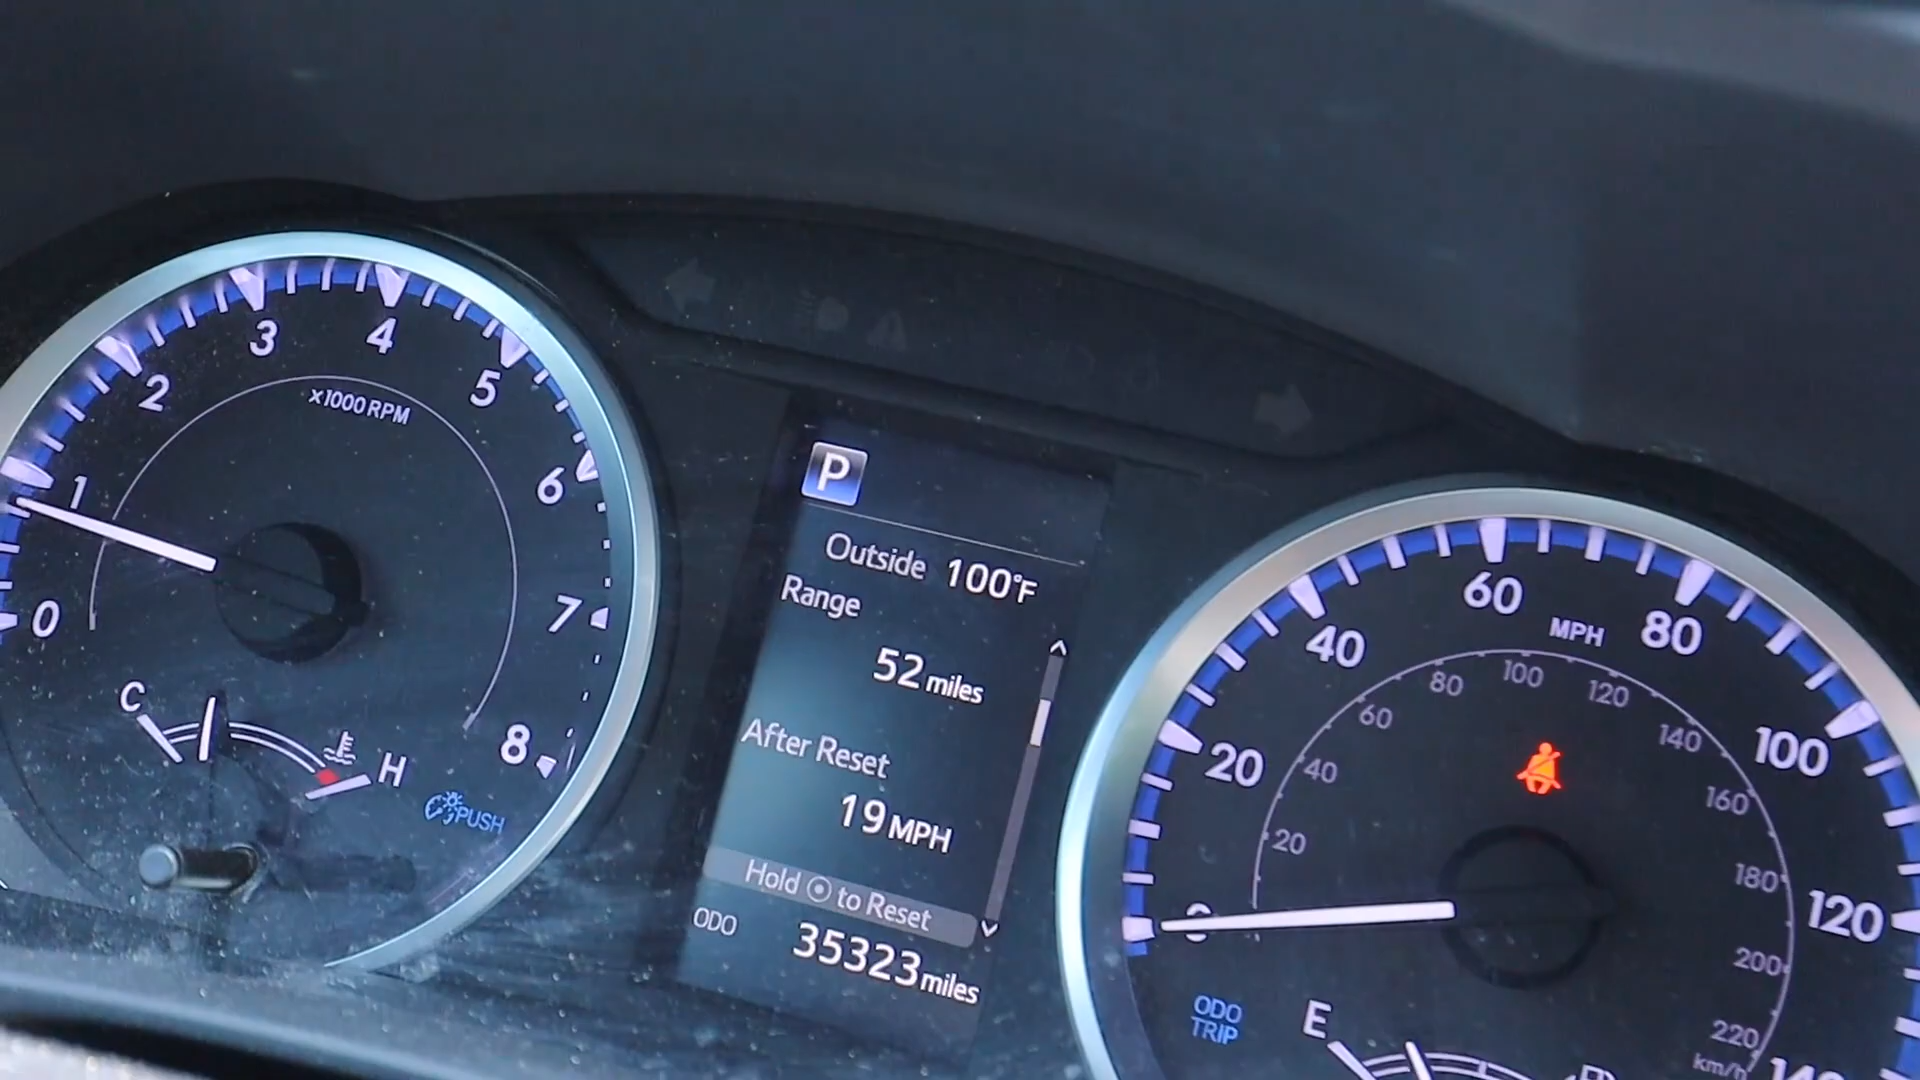 0
1
2
3
4
5
6
7
8
x1000 RPM
C
H
PUSH
P
Outside 100°F
Range
52 miles
After Reset
19 MPH
Hold to Reset
ODO
35323 miles
20
40
60
80
100
120
140
MPH
20
40
60
80
100
120
140
160
180
200
220
km/h
ODO
TRIP
E